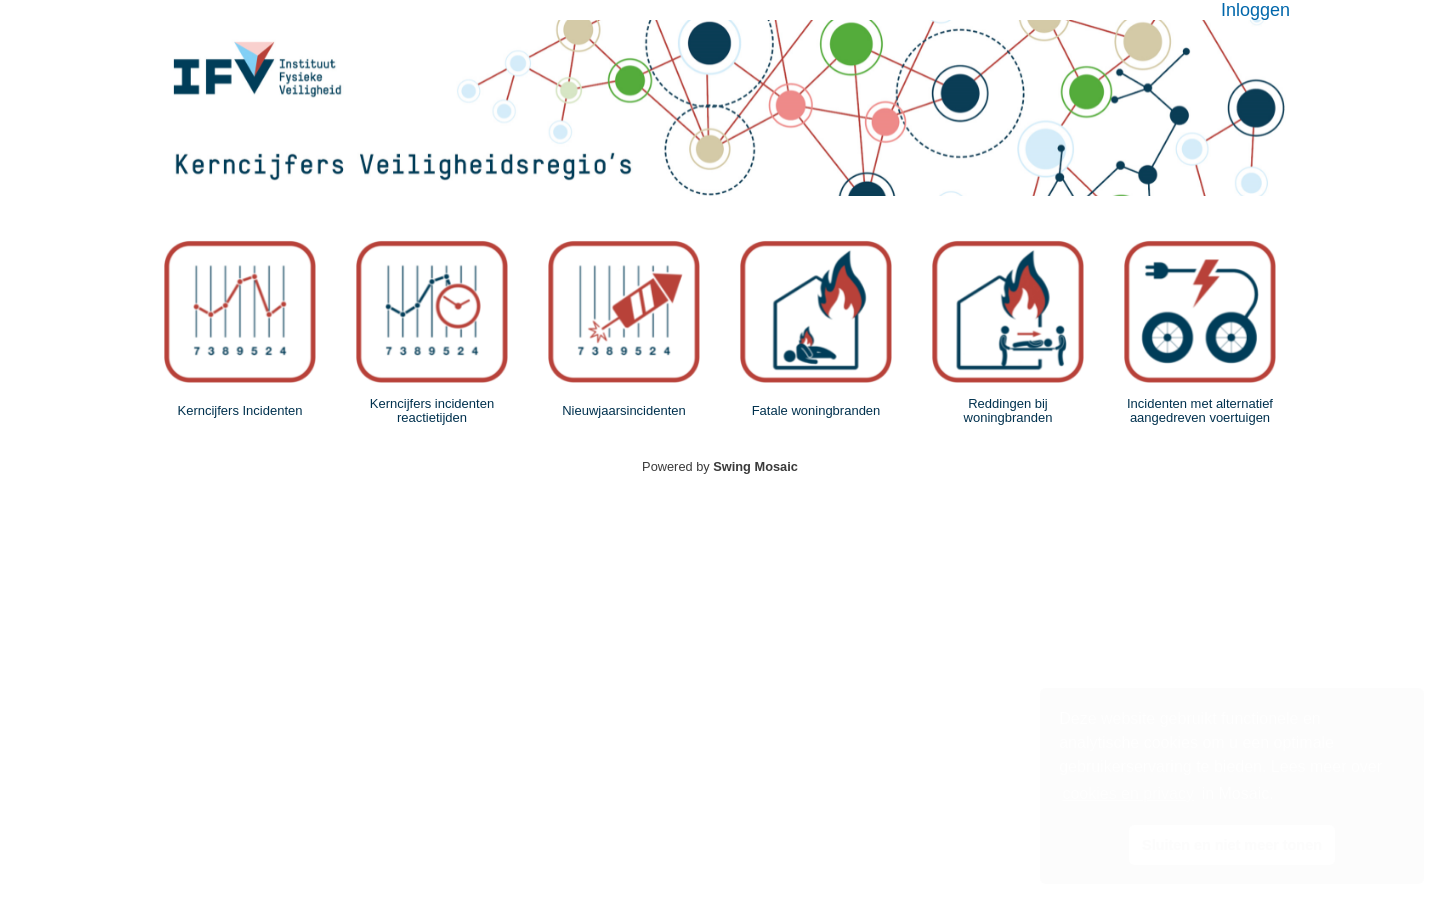 Inloggen
IFV
Instituut
Fysieke
Veiligheid
Kerncijfers Veiligheidsregio's
7 3 8 9 5 2 4
7 3 8 9 5 2 4
7 3 8 9 5 2 4
Kerncijfers Incidenten
Kerncijfers incidenten
reactietijden
Nieuwjaarsincidenten
Fatale woningbranden
Reddingen bij
woningbranden
Incidenten met alternatief
aangedreven voertuigen
Powered by Swing Mosaic